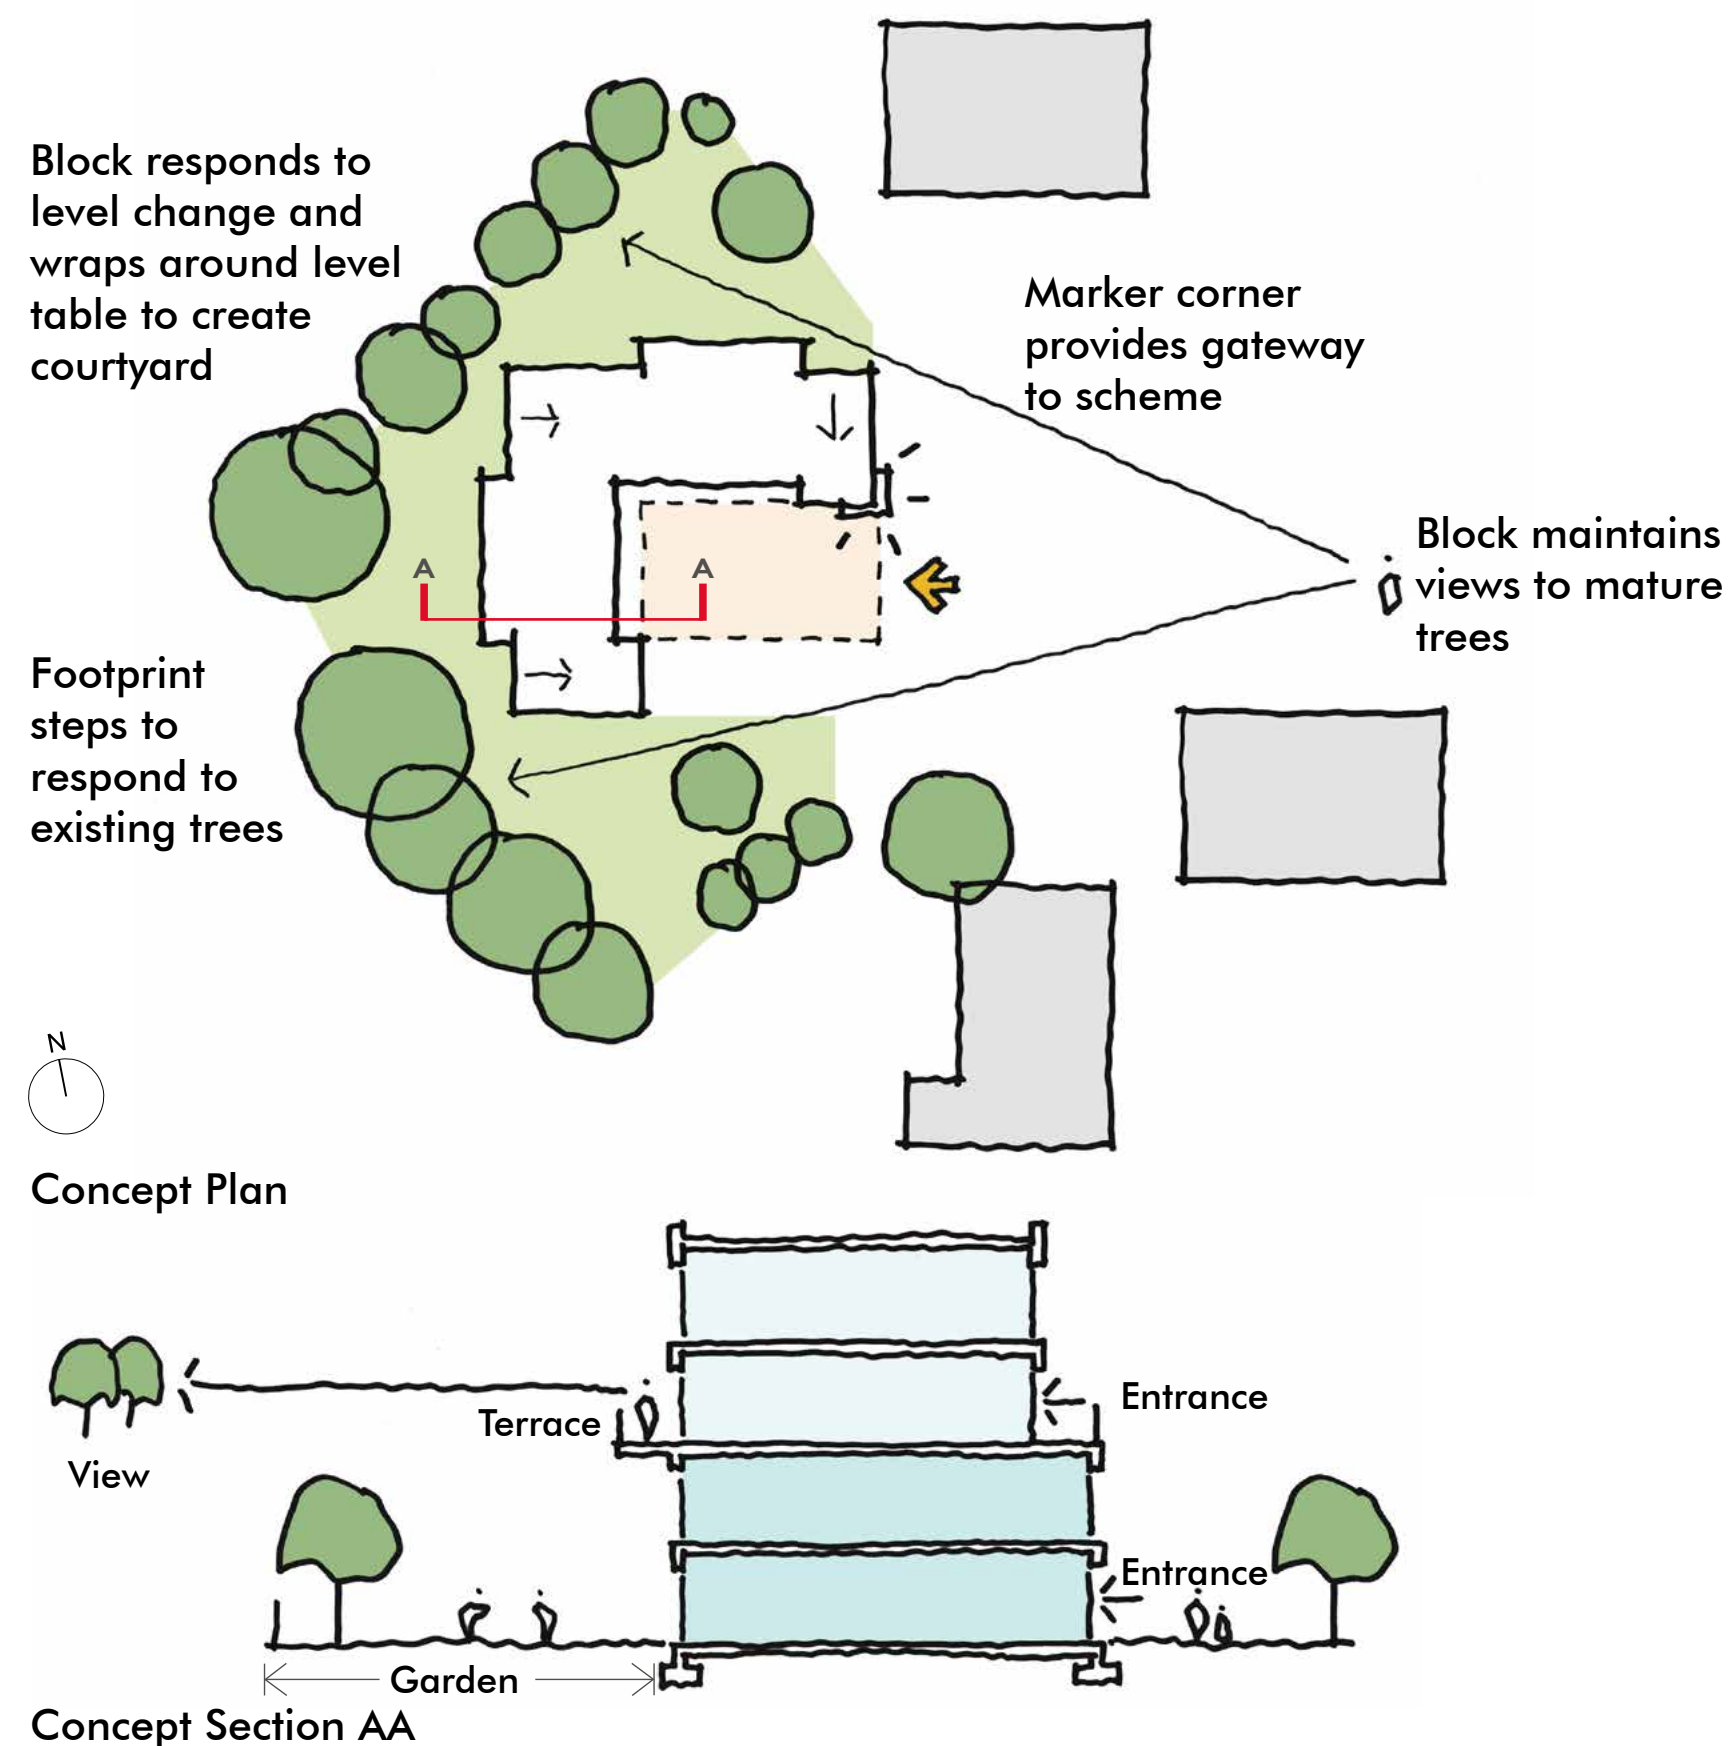 Block responds to
level change and
wraps around level
table to create
courtyard
Marker corner
provides gateway
to scheme
Block maintains
views to mature
trees
A
A
Footprint
steps to
respond to
existing trees
N
Concept Plan
Entrance
Terrace
View
Entrance
Garden
Concept Section AA